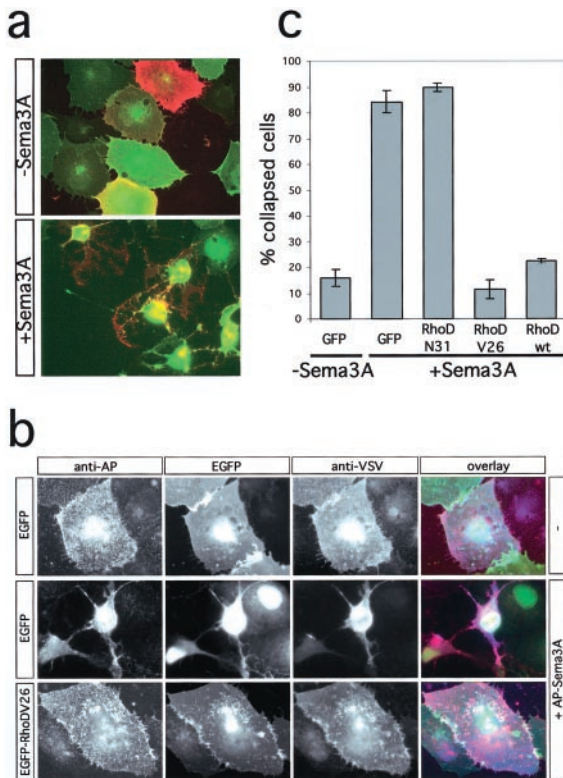 a
-Sema3A
+Sema3A
c
% collapsed cells
100
90
80
70
60
50
40
30
20
10
0
GFP
GFP
RhoD
N31
RhoD
V26
RhoD
wt
-Sema3A
+Sema3A
b
anti-AP
EGFP
anti-VSV
overlay
EGFP
-
EGFP
EGFP-RhoDV26
+ AP-Sema3A